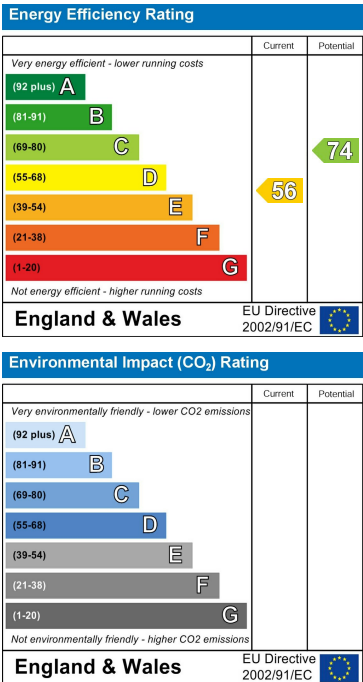 Energy Efficiency Rating
Current Potential
Very energy efficient - lower running costs
(92 plus) A
(81-91) B
(69-80) C
(55-68) D
(39-54) E
(21-38) F
(1-20) G
56
74
Not energy efficient - higher running costs
England & Wales
EU Directive
2002/91/EC
Environmental Impact (CO₂) Rating
Current Potential
Very environmentally friendly - lower CO2 emissions
(92 plus) A
(81-91) B
(69-80) C
(55-68) D
(39-54) E
(21-38) F
(1-20) G
Not environmentally friendly - higher CO2 emissions
England & Wales
EU Directive
2002/91/EC